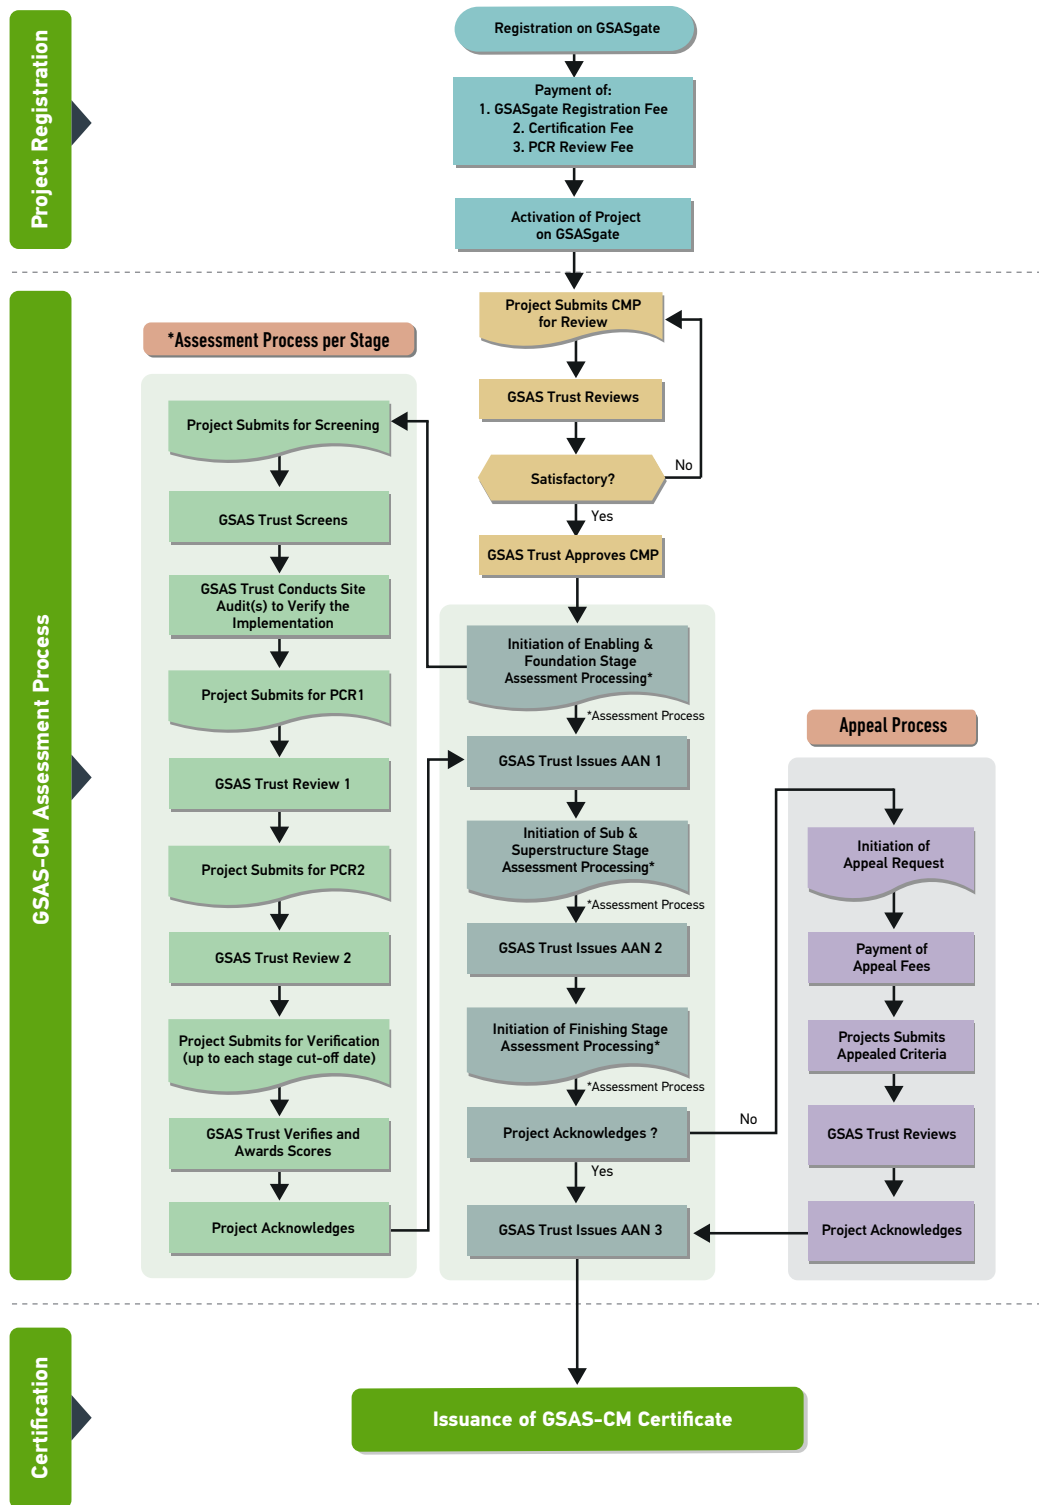 Project Registration
Registration on GSASgate
Payment of:
1. GSASgate Registration Fee
2. Certification Fee
3. PCR Review Fee
Activation of Project
on GSASgate
GSAS-CM Assessment Process
Project Submits CMP
for Review
GSAS Trust Reviews
Satisfactory?
No
Yes
GSAS Trust Approves CMP
*Assessment Process per Stage
Project Submits for Screening
GSAS Trust Screens
GSAS Trust Conducts Site
Audit(s) to Verify the
Implementation
Project Submits for PCR1
GSAS Trust Review 1
Project Submits for PCR2
GSAS Trust Review 2
Project Submits for Verification
(up to each stage cut-off date)
GSAS Trust Verifies and
Awards Scores
Project Acknowledges
Initiation of Enabling &
Foundation Stage
Assessment Processing*
*Assessment Process
GSAS Trust Issues AAN 1
Initiation of Sub &
Superstructure Stage
Assessment Processing*
*Assessment Process
GSAS Trust Issues AAN 2
Initiation of Finishing Stage
Assessment Processing*
*Assessment Process
Project Acknowledges ?
No
Yes
GSAS Trust Issues AAN 3
Appeal Process
Initiation of
Appeal Request
Payment of
Appeal Fees
Projects Submits
Appealed Criteria
GSAS Trust Reviews
Project Acknowledges
Certification
Issuance of GSAS-CM Certificate